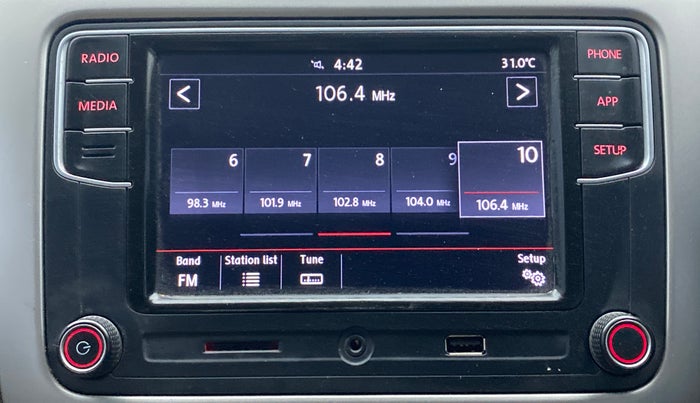 RADIO
MEDIA
PHONE
APP
SETUP
4:42
31.0°C
106.4 MHz
6 7 8 9 10
98.3 MHz 101.9 MHz 102.8 MHz 104.0 MHz 106.4 MHz
Band Station list Tune Setup
FM